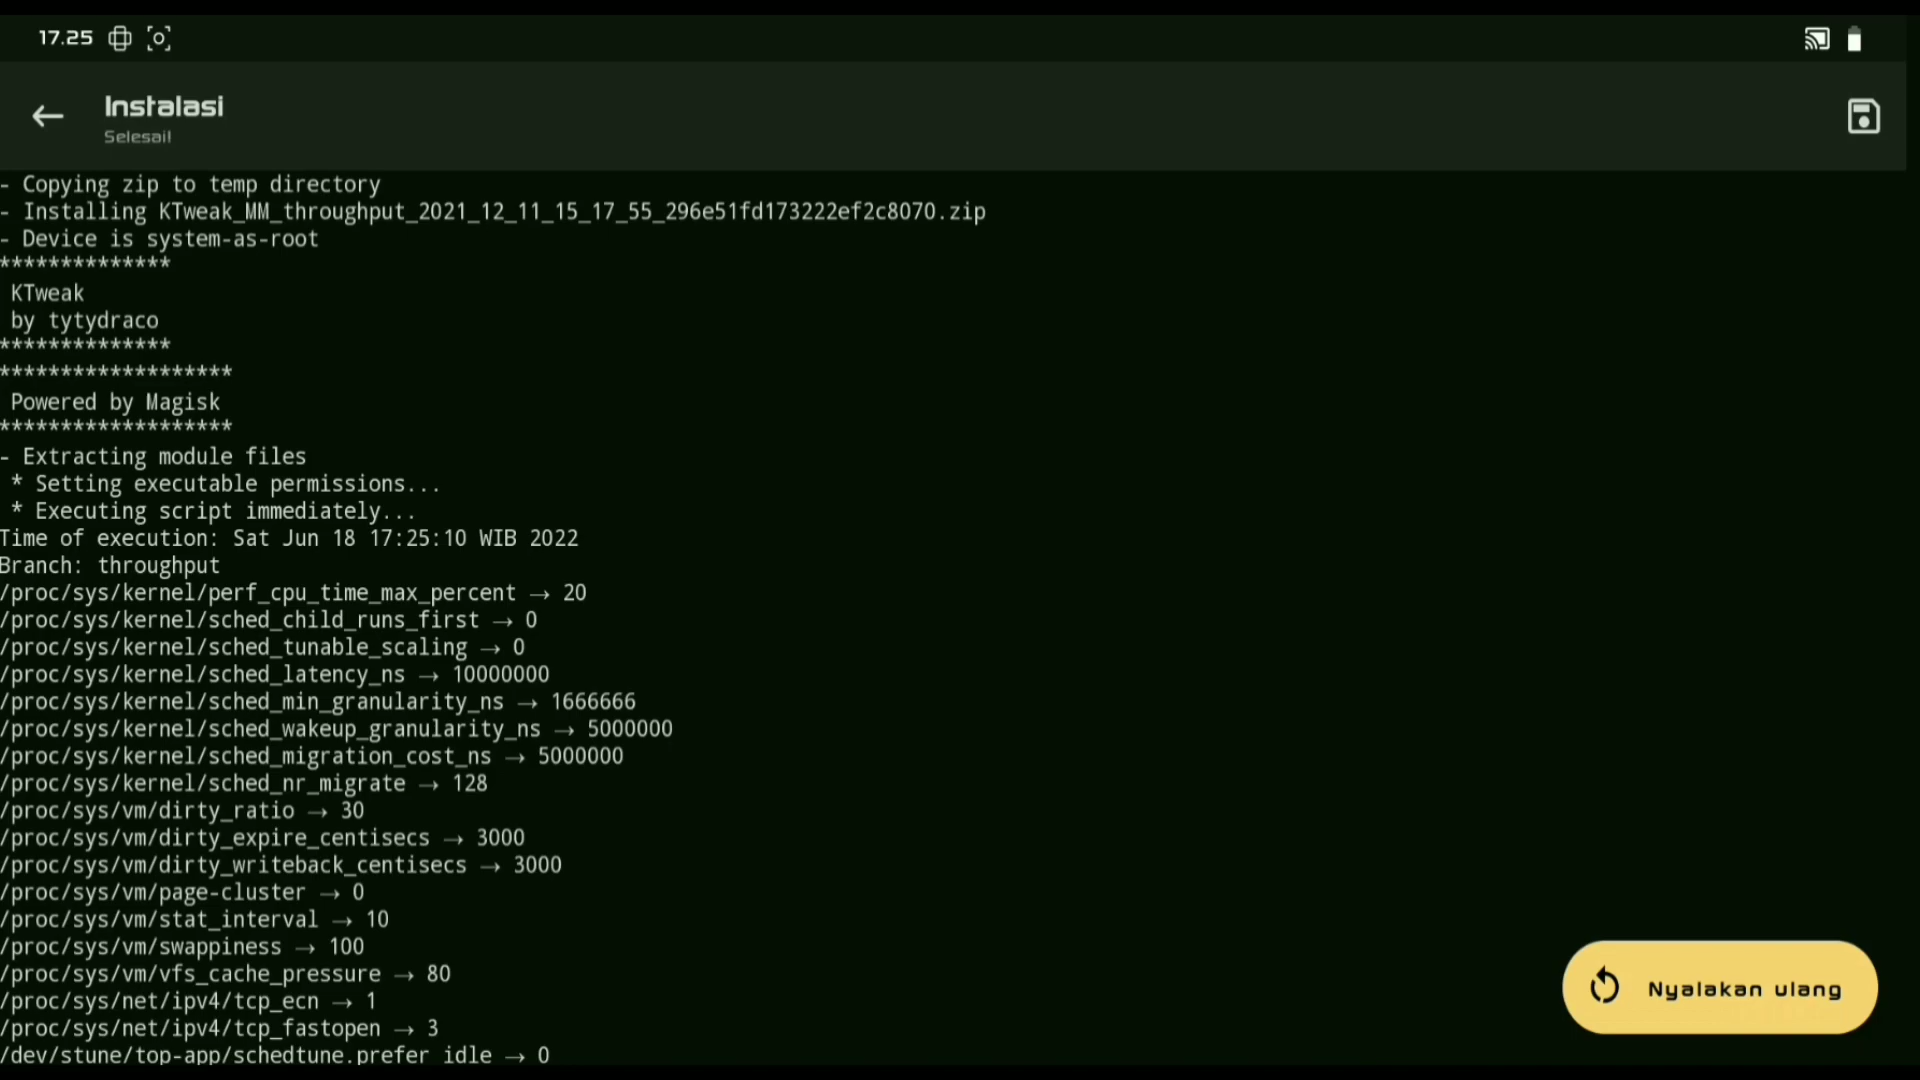 17.25
Instalasi
Selesai!
- Copying zip to temp directory
- Installing KTweak_MM_throughput_2021_12_11_15_17_55_296e51fd173222ef2c8070.zip
- Device is system-as-root
**************
KTweak
by tytydraco
**************
*******************
Powered by Magisk
*******************
- Extracting module files
* Setting executable permissions...
* Executing script immediately...
Time of execution: Sat Jun 18 17:25:10 WIB 2022
Branch: throughput
/proc/sys/kernel/perf_cpu_time_max_percent → 20
/proc/sys/kernel/sched_child_runs_first → 0
/proc/sys/kernel/sched_tunable_scaling → 0
/proc/sys/kernel/sched_latency_ns → 10000000
/proc/sys/kernel/sched_min_granularity_ns → 1666666
/proc/sys/kernel/sched_wakeup_granularity_ns → 5000000
/proc/sys/kernel/sched_migration_cost_ns → 5000000
/proc/sys/kernel/sched_nr_migrate → 128
/proc/sys/vm/dirty_ratio → 30
/proc/sys/vm/dirty_expire_centisecs → 3000
/proc/sys/vm/dirty_writeback_centisecs → 3000
/proc/sys/vm/page-cluster → 0
/proc/sys/vm/stat_interval → 10
/proc/sys/vm/swappiness → 100
/proc/sys/vm/vfs_cache_pressure → 80
/proc/sys/net/ipv4/tcp_ecn → 1
/proc/sys/net/ipv4/tcp_fastopen → 3
/dev/stune/top-app/schedtune.prefer_idle → 0
Nyalakan ulang